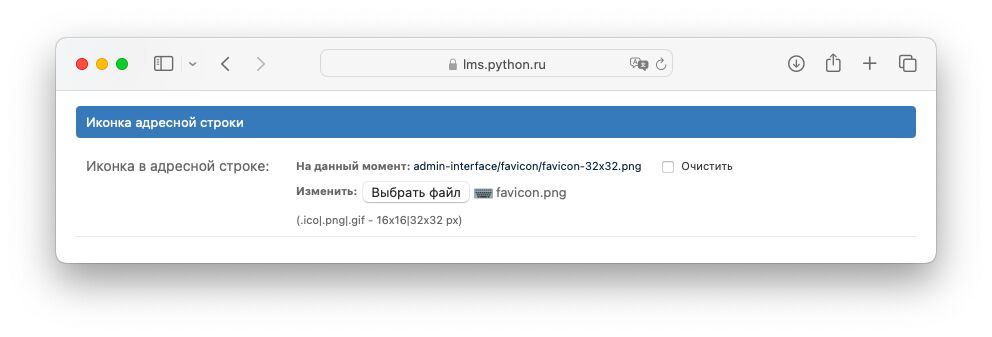 lms.python.ru
Иконка адресной строки
Иконка в адресной строке: На данный момент: admin-interface/favicon/favicon-32x32.png Очистить
Изменить: Выбрать файл favicon.png
(.ico|.png|.gif - 16x16|32x32 px)